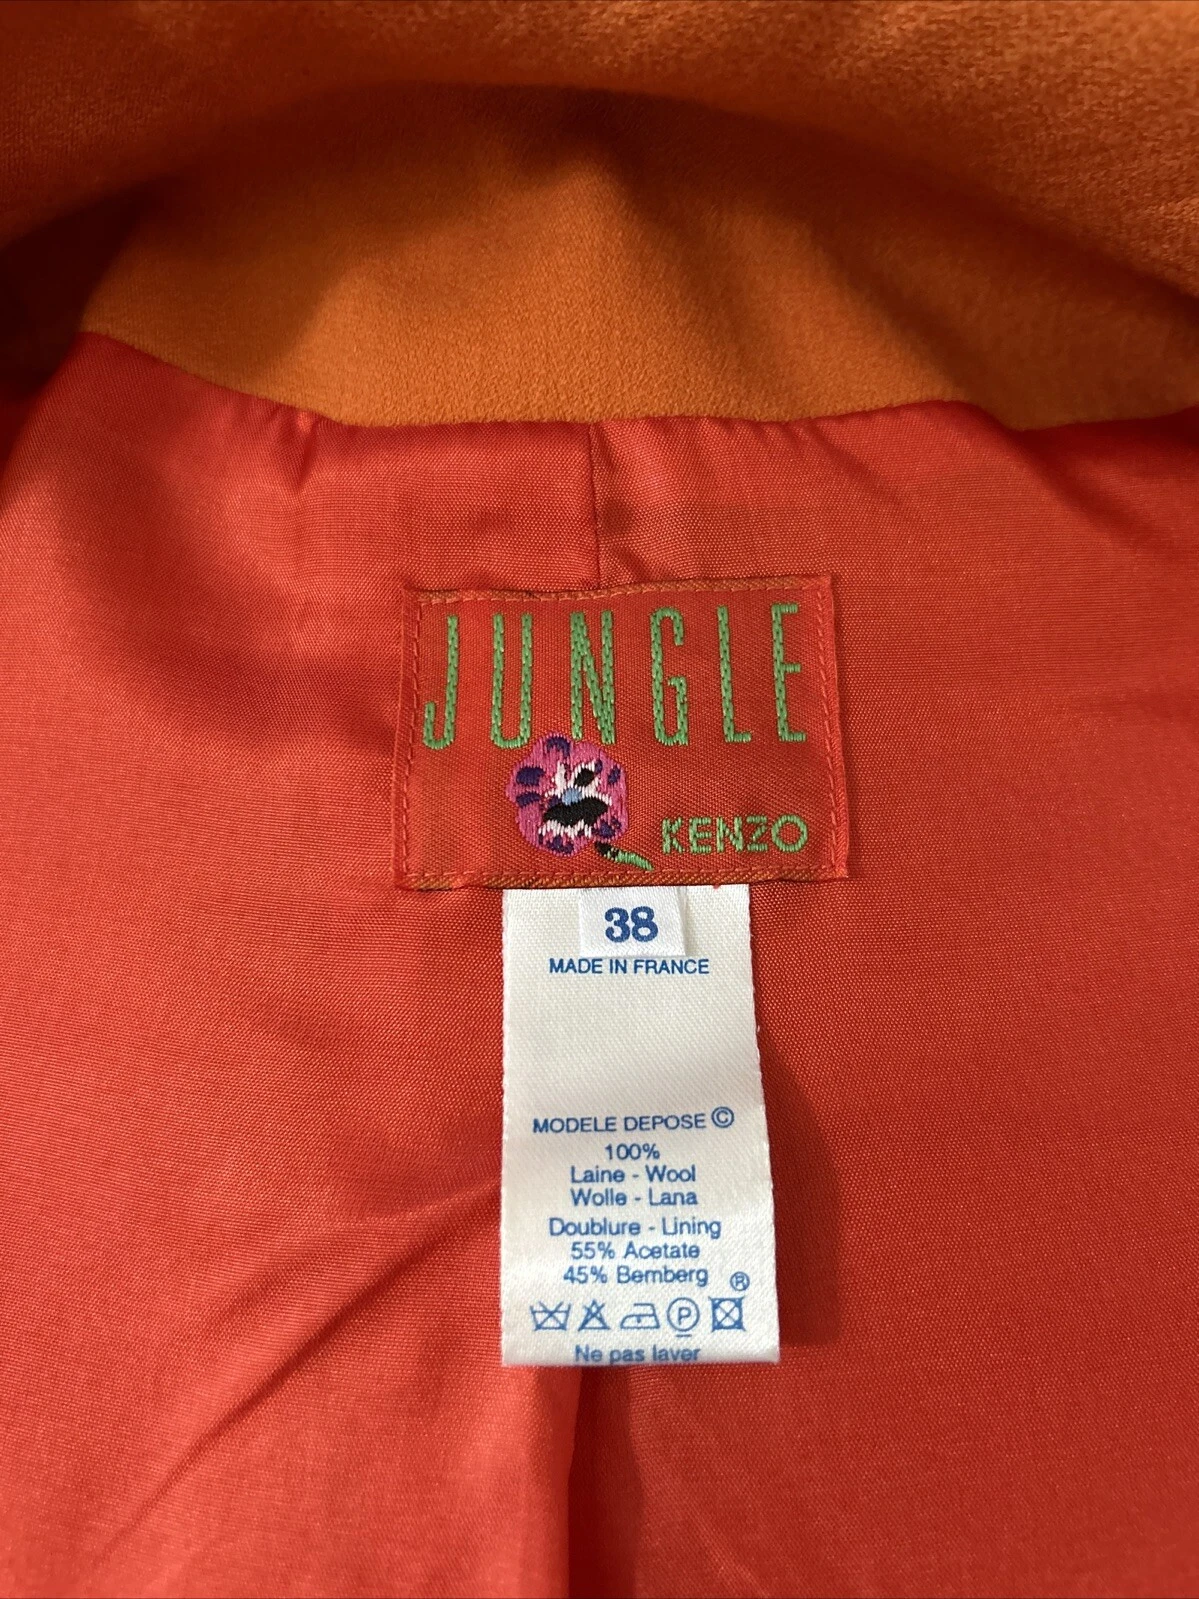 JUNGLE
KENZO
38
MADE IN FRANCE
MODELE DEPOSE ©
100%
Laine - Wool
Wolle - Lana
Doublure - Lining
55% Acetate
45% Bemberg ®
P
Ne pas laver